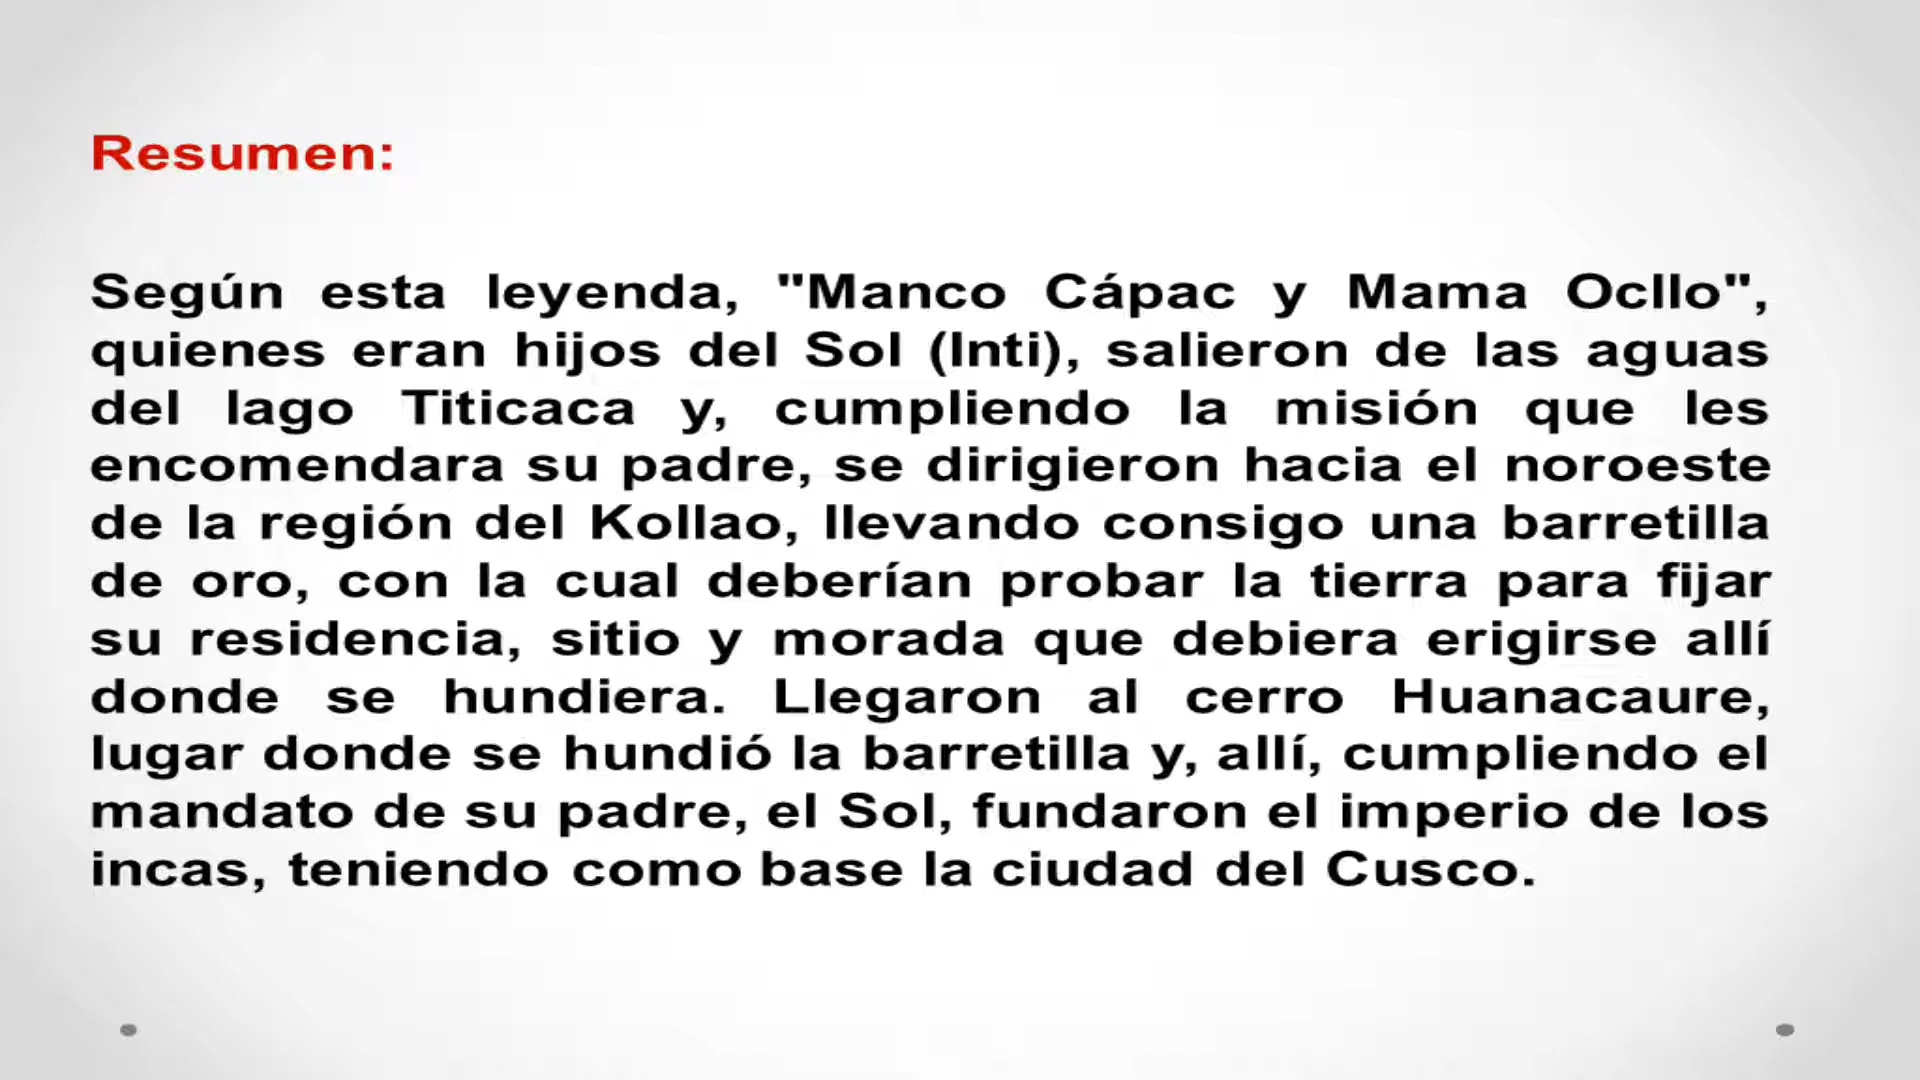 Resumen:
Según esta leyenda, "Manco Cápac y Mama Ocllo",
quienes eran hijos del Sol (Inti), salieron de las aguas
del lago Titicaca y, cumpliendo la misión que les
encomendara su padre, se dirigieron hacia el noroeste
de la región del Kollao, llevando consigo una barretilla
de oro, con la cual deberían probar la tierra para fijar
su residencia, sitio y morada que debiera erigirse allí
donde se hundiera. Llegaron al cerro Huanacaure,
lugar donde se hundió la barretilla y, allí, cumpliendo el
mandato de su padre, el Sol, fundaron el imperio de los
incas, teniendo como base la ciudad del Cusco.